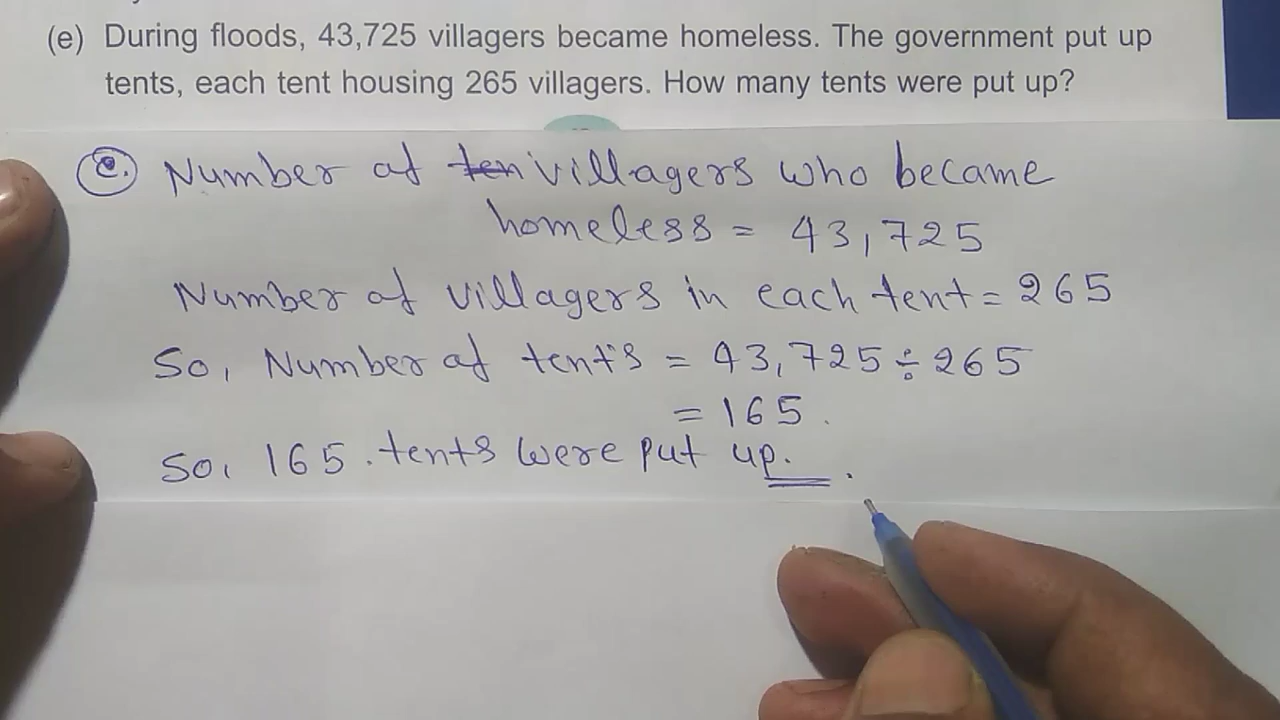 (e) During floods, 43,725 villagers became homeless. The government put up
tents, each tent housing 265 villagers. How many tents were put up?
e. Number of ten villagers who became
homeless = 43,725
Number of villagers in each tent = 265
So, Number of tent's = 43,725 ÷ 265
= 165.
So, 165 tents were put up.